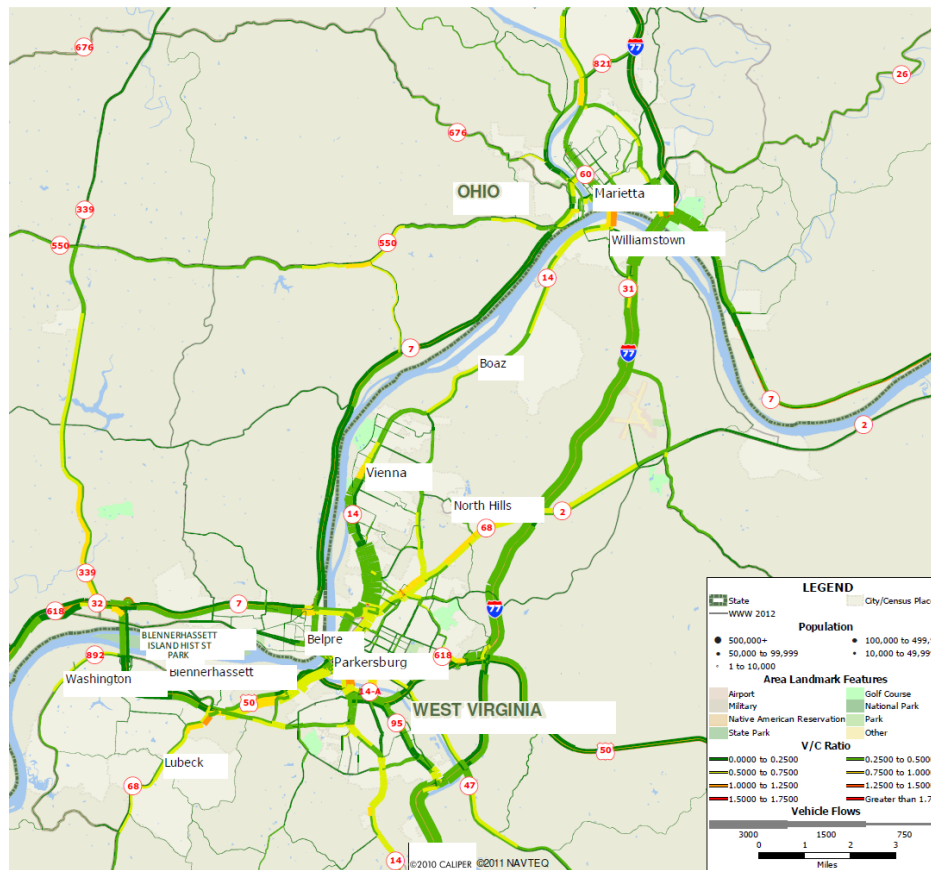 676
77
821
26
676
60
OHIO
Marietta
339
Williamstown
550
550
14
31
7
77
Boaz
7
2
Vienna
North Hills
14
68
2
339
618
32
7
77
BLENNERHASSETT
ISLAND HIST ST
PARK
Belpre
892
Parkersburg
618
Washington
Blennerhassett
14-A
50
WEST VIRGINIA
95
50
Lubeck
68
47
14
©2010 CALIPER ©2011 NAVTEQ
LEGEND
State
City/Census Place
WWW 2012
Population
500,000+
100,000 to 499,
50,000 to 99,999
10,000 to 49,99
1 to 10,000
Area Landmark Features
Airport
Golf Course
Military
National Park
Native American Reservation
Park
State Park
Other
V/C Ratio
0.0000 to 0.2500
0.2500 to 0.5000
0.5000 to 0.7500
0.7500 to 1.0000
1.0000 to 1.2500
1.2500 to 1.5000
1.5000 to 1.7500
Greater than 1.7
Vehicle Flows
3000 1500 750
0 1 2 3
Miles